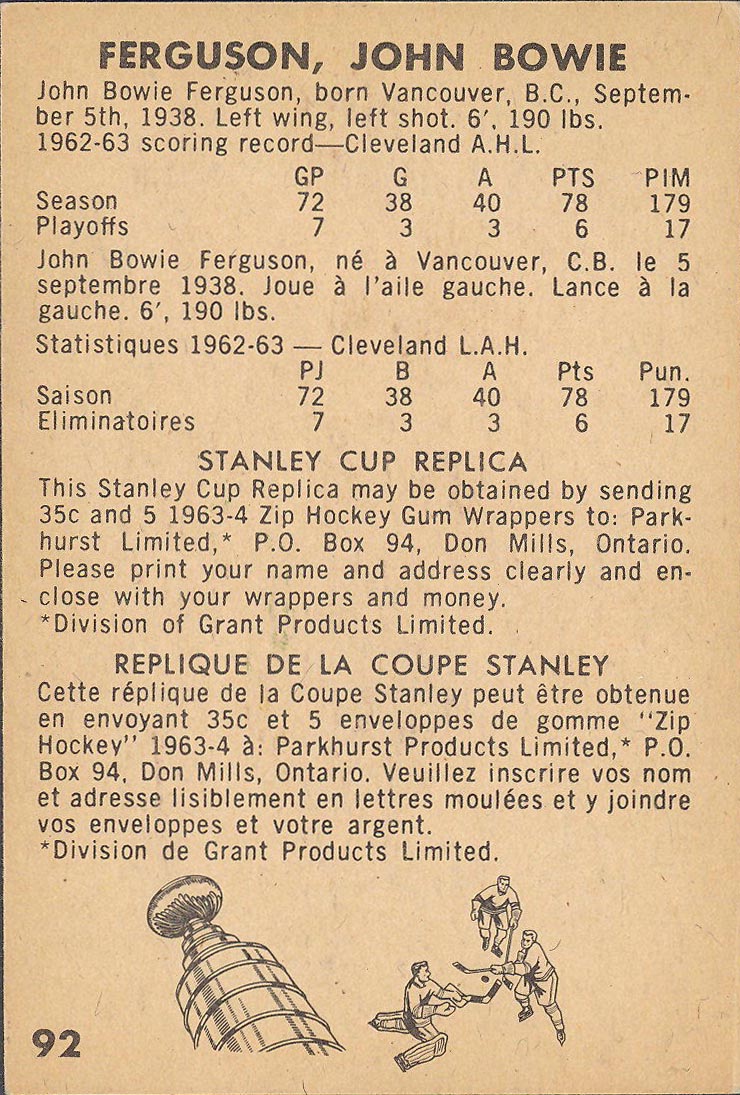 FERGUSON, JOHN BOWIE
John Bowie Ferguson, born Vancouver, B.C., Septem-
ber 5th, 1938. Left wing, left shot. 6', 190 lbs.
1962-63 scoring record—Cleveland A.H.L.
GP G A PTS PIM
Season 72 38 40 78 179
Playoffs 7 3 3 6 17
John Bowie Ferguson, né à Vancouver, C.B. le 5
septembre 1938. Joue à l'aile gauche. Lance à la
gauche. 6', 190 lbs.
Statistiques 1962-63 — Cleveland L.A.H.
PJ B A Pts Pun.
Saison 72 38 40 78 179
Eliminatoires 7 3 3 6 17
STANLEY CUP REPLICA
This Stanley Cup Replica may be obtained by sending
35c and 5 1963-4 Zip Hockey Gum Wrappers to: Park-
hurst Limited,* P.O. Box 94, Don Mills, Ontario.
Please print your name and address clearly and en-
close with your wrappers and money.
*Division of Grant Products Limited.
REPLIQUE DE LA COUPE STANLEY
Cette réplique de la Coupe Stanley peut être obtenue
en envoyant 35c et 5 enveloppes de gomme "Zip
Hockey" 1963-4 à: Parkhurst Products Limited,* P.O.
Box 94, Don Mills, Ontario. Veuillez inscrire vos nom
et adresse lisiblement en lettres moulées et y joindre
vos enveloppes et votre argent.
*Division de Grant Products Limited.
92